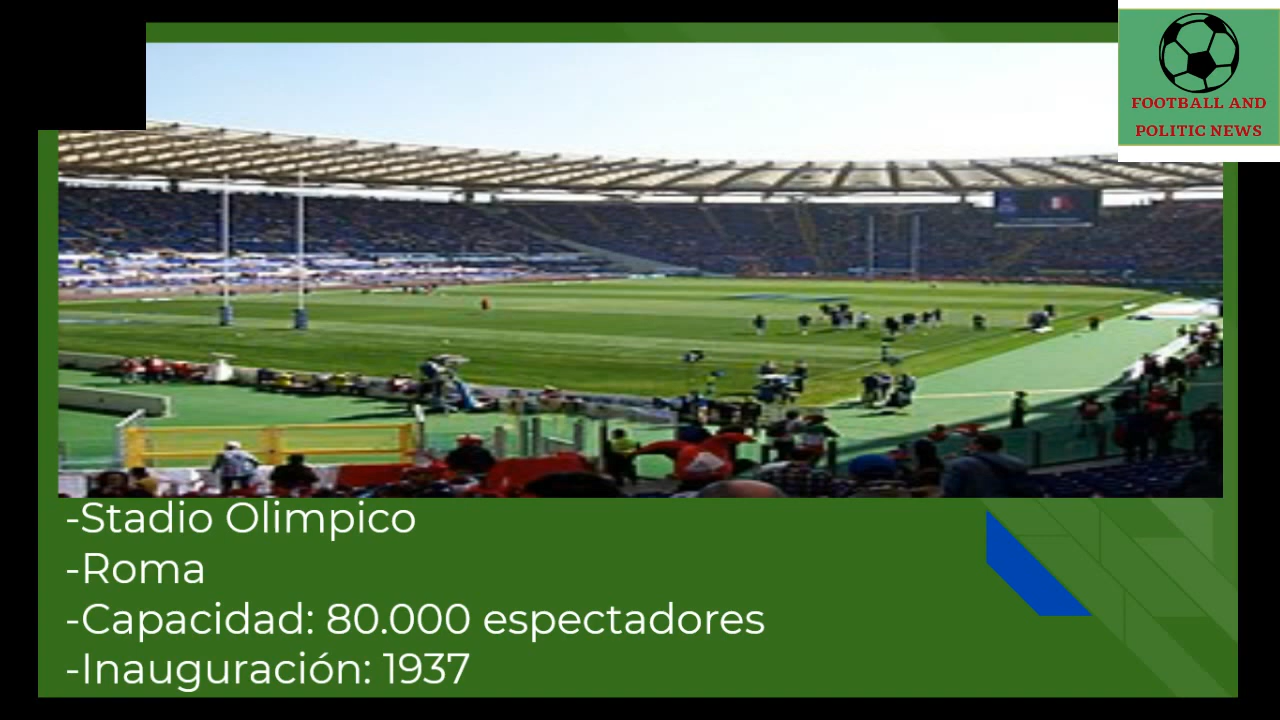 FOOTBALL AND
POLITIC NEWS
-Stadio Olimpico
-Roma
-Capacidad: 80.000 espectadores
-Inauguración: 1937